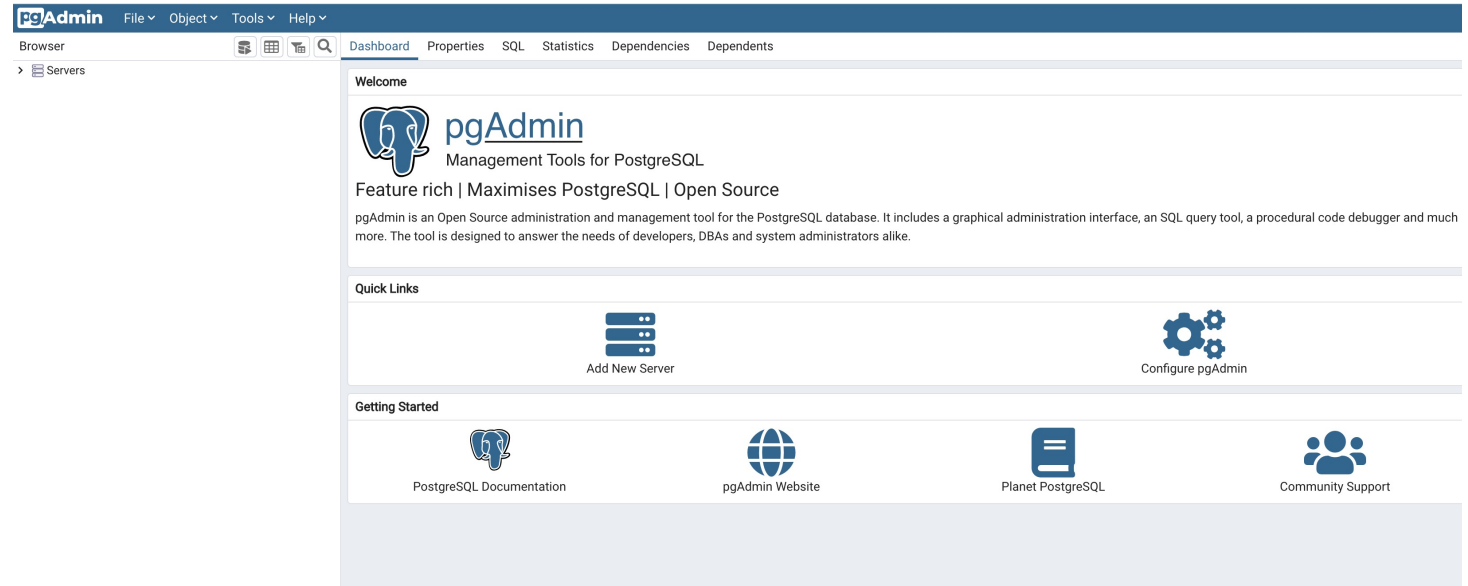 pgAdmin File Object Tools Help
Browser
Servers
Dashboard Properties SQL Statistics Dependencies Dependents
Welcome
pgAdmin
Management Tools for PostgreSQL
Feature rich | Maximises PostgreSQL | Open Source
pgAdmin is an Open Source administration and management tool for the PostgreSQL database. It includes a graphical administration interface, an SQL query tool, a procedural code debugger and much
more. The tool is designed to answer the needs of developers, DBAs and system administrators alike.
Quick Links
Add New Server
Configure pgAdmin
Getting Started
PostgreSQL Documentation
pgAdmin Website
Planet PostgreSQL
Community Support